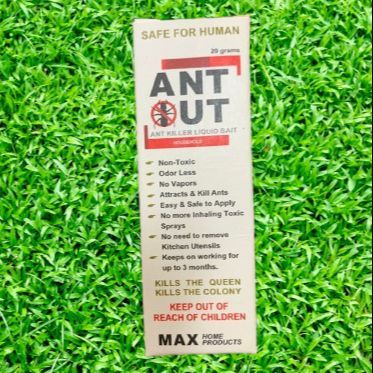 SAFE FOR HUMAN
20 grams
ANT
OUT
ANT KILLER LIQUID BAIT
HOUSEHOLD
Non-Toxic
Odor Less
No Vapors
Attracts & Kill Ants
Easy & Safe to Apply
No more Inhaling Toxic
Sprays
No need to remove
Kitchen Utensils
Keeps on working for
up to 3 months.
KILLS THE QUEEN
KILLS THE COLONY
KEEP OUT OF
REACH OF CHILDREN
MAX HOME
PRODUCTS